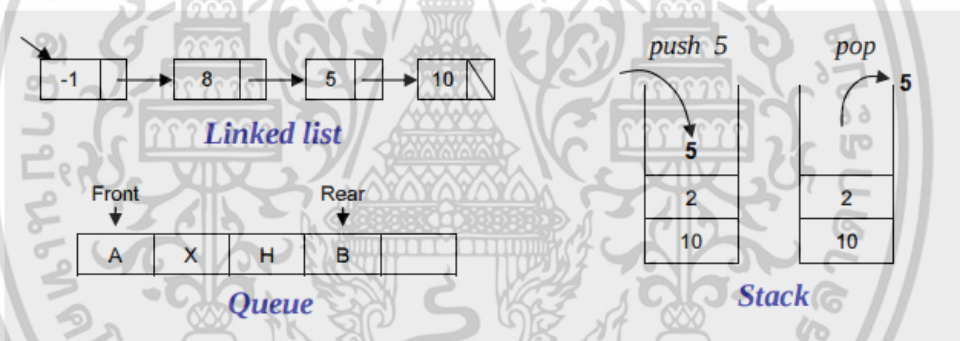 -1 8 5 10
Linked list
Front Rear
A X H B
Queue
push 5 pop
5 5
2 2
10 10
Stack